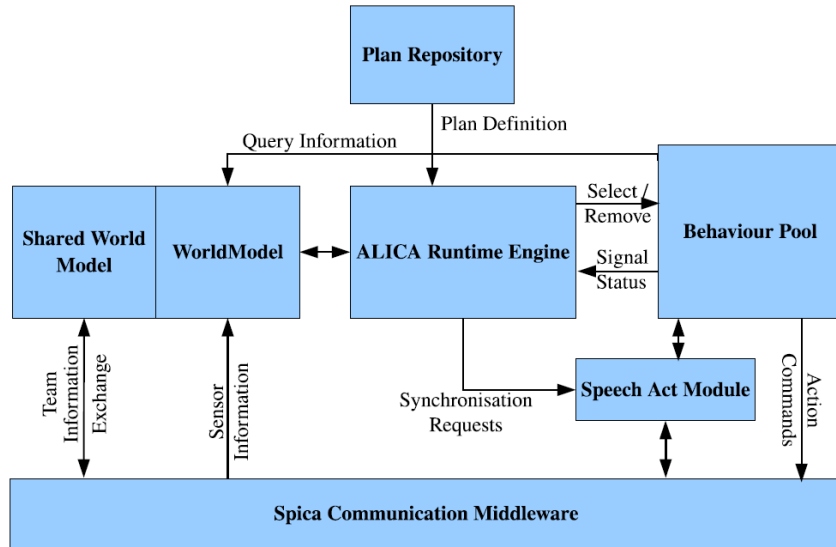 Plan Repository
Plan Definition
Query Information
Shared World
Model
WorldModel
ALICA Runtime Engine
Select /
Remove
Signal
Status
Behaviour Pool
Team
Information
Exchange
Sensor
Information
Synchronisation
Requests
Speech Act Module
Action
Commands
Spica Communication Middleware